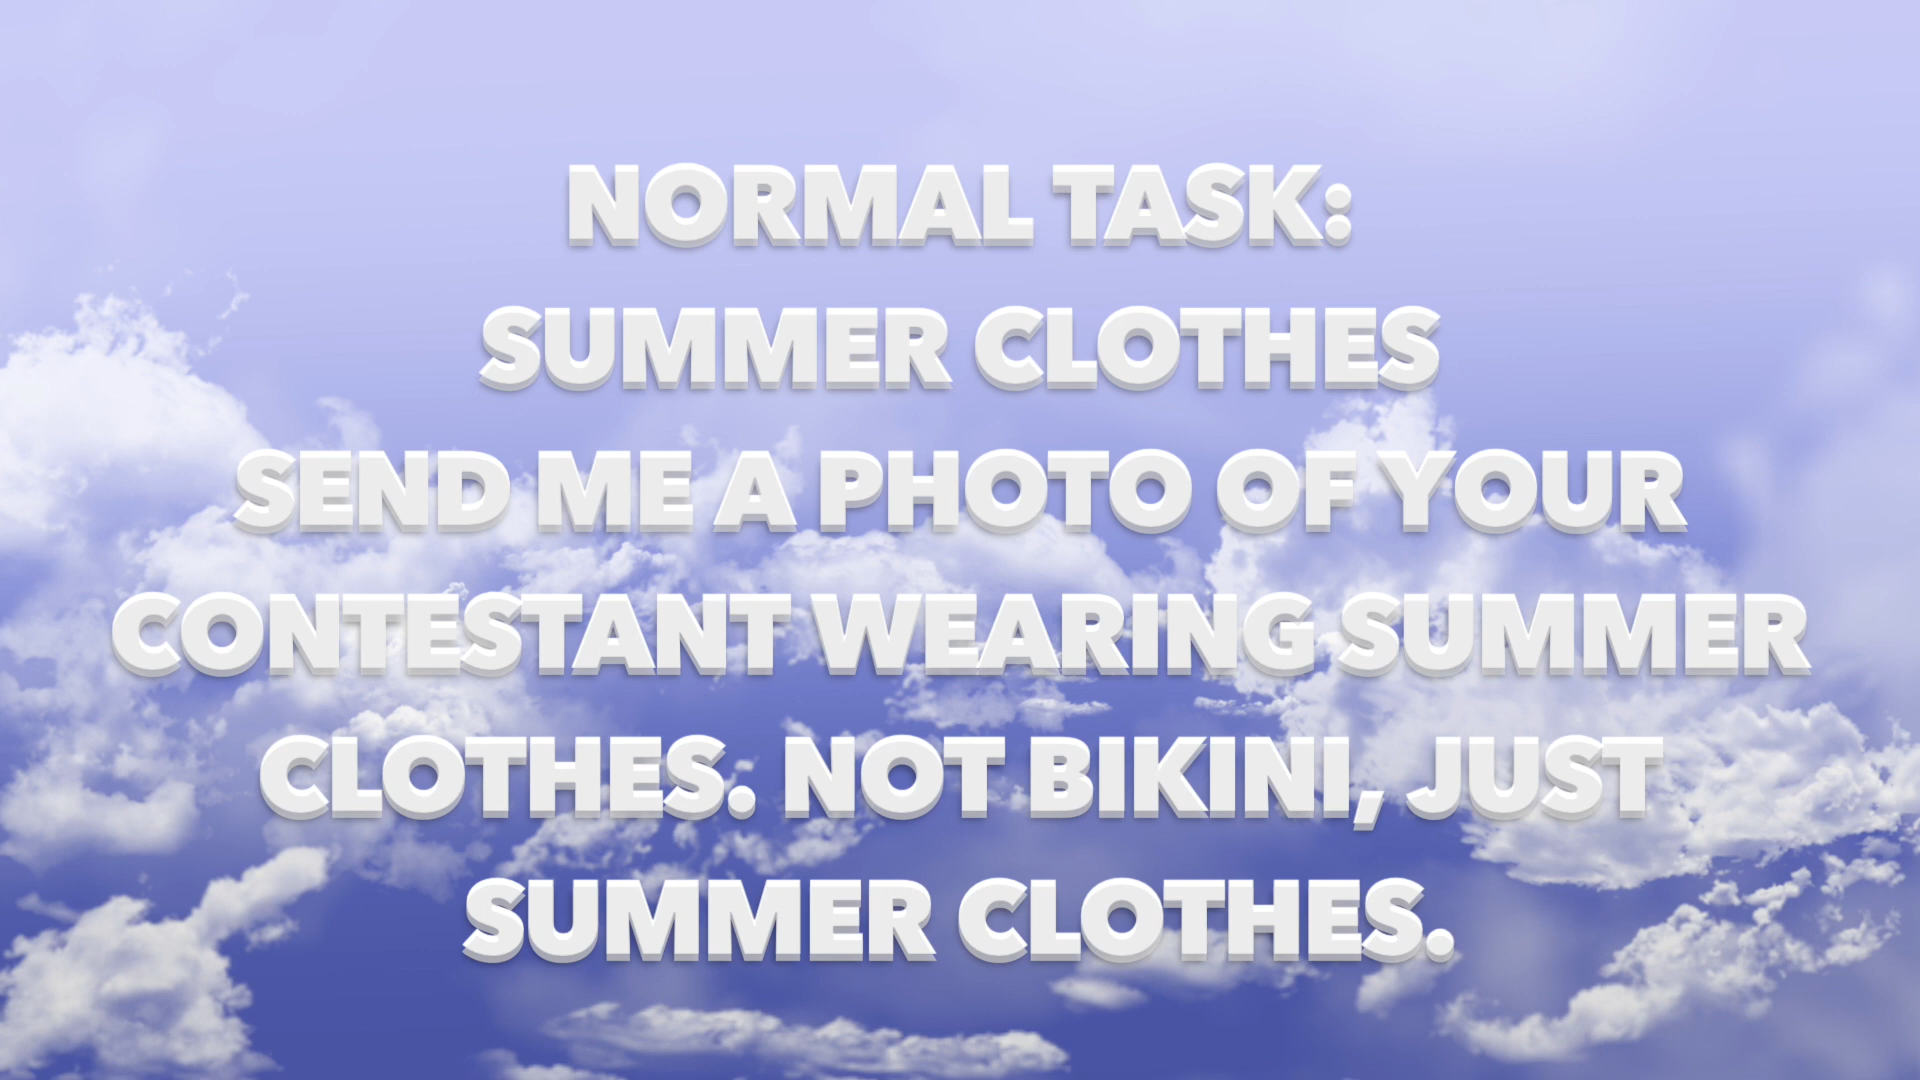 NORMAL TASK:
SUMMER CLOTHES
SEND ME A PHOTO OF YOUR
CONTESTANT WEARING SUMMER
CLOTHES. NOT BIKINI, JUST
SUMMER CLOTHES.